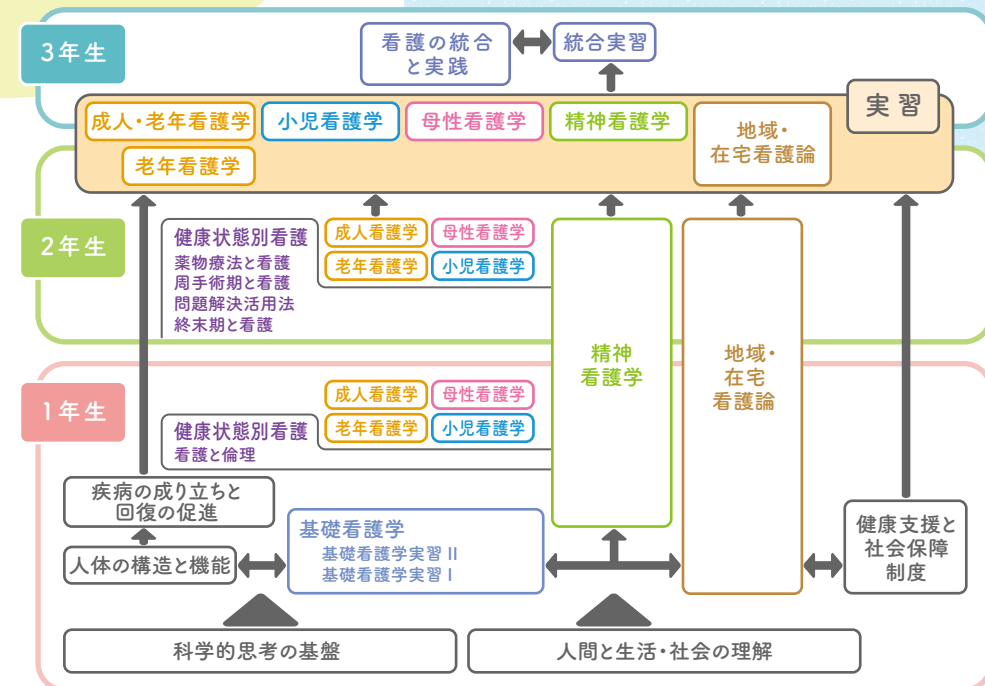 3年生
看護の統合
と実践
統合実習
実習
成人・老年看護学
小児看護学
母性看護学
精神看護学
地域・
在宅看護論
老年看護学
2年生
健康状態別看護
薬物療法と看護
周手術期と看護
問題解決活用法
終末期と看護
成人看護学
母性看護学
老年看護学
小児看護学
精神
看護学
地域・
在宅
看護論
1年生
健康状態別看護
看護と倫理
成人看護学
母性看護学
老年看護学
小児看護学
疾病の成り立ちと
回復の促進
人体の構造と機能
基礎看護学
基礎看護学実習Ⅱ
基礎看護学実習Ⅰ
健康支援と
社会保障
制度
科学的思考の基盤
人間と生活・社会の理解